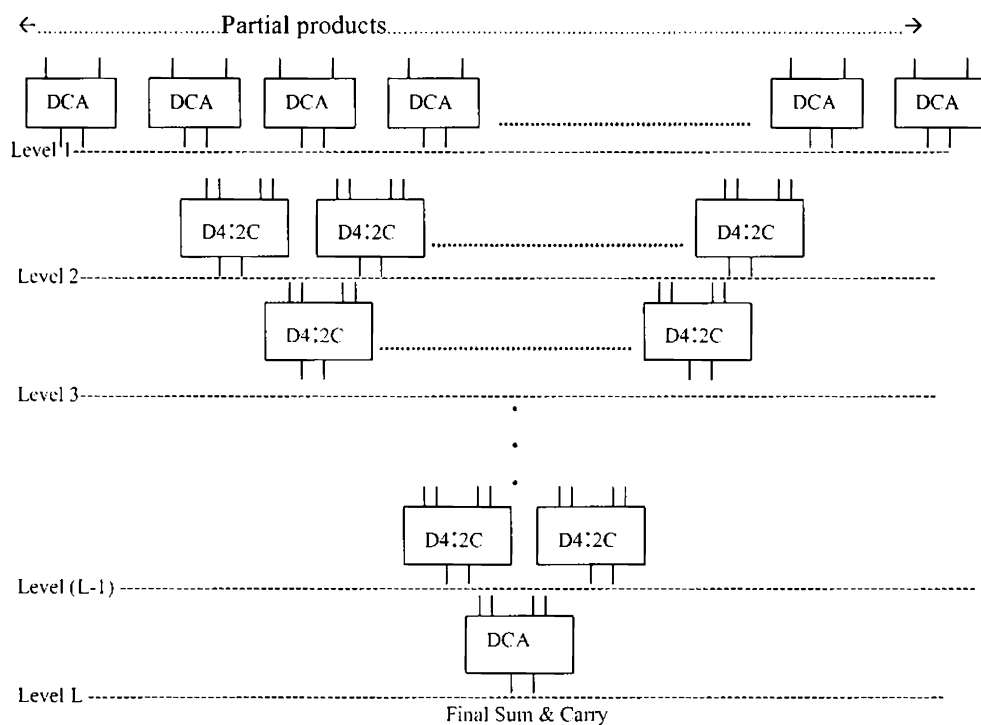 ←....................Partial products....................→
DCA DCA DCA DCA DCA DCA
Level 1
D4:2C D4:2C D4:2C
Level 2
D4:2C D4:2C
Level 3
D4:2C D4:2C
Level (L-1)
DCA
Level L
Final Sum & Carry